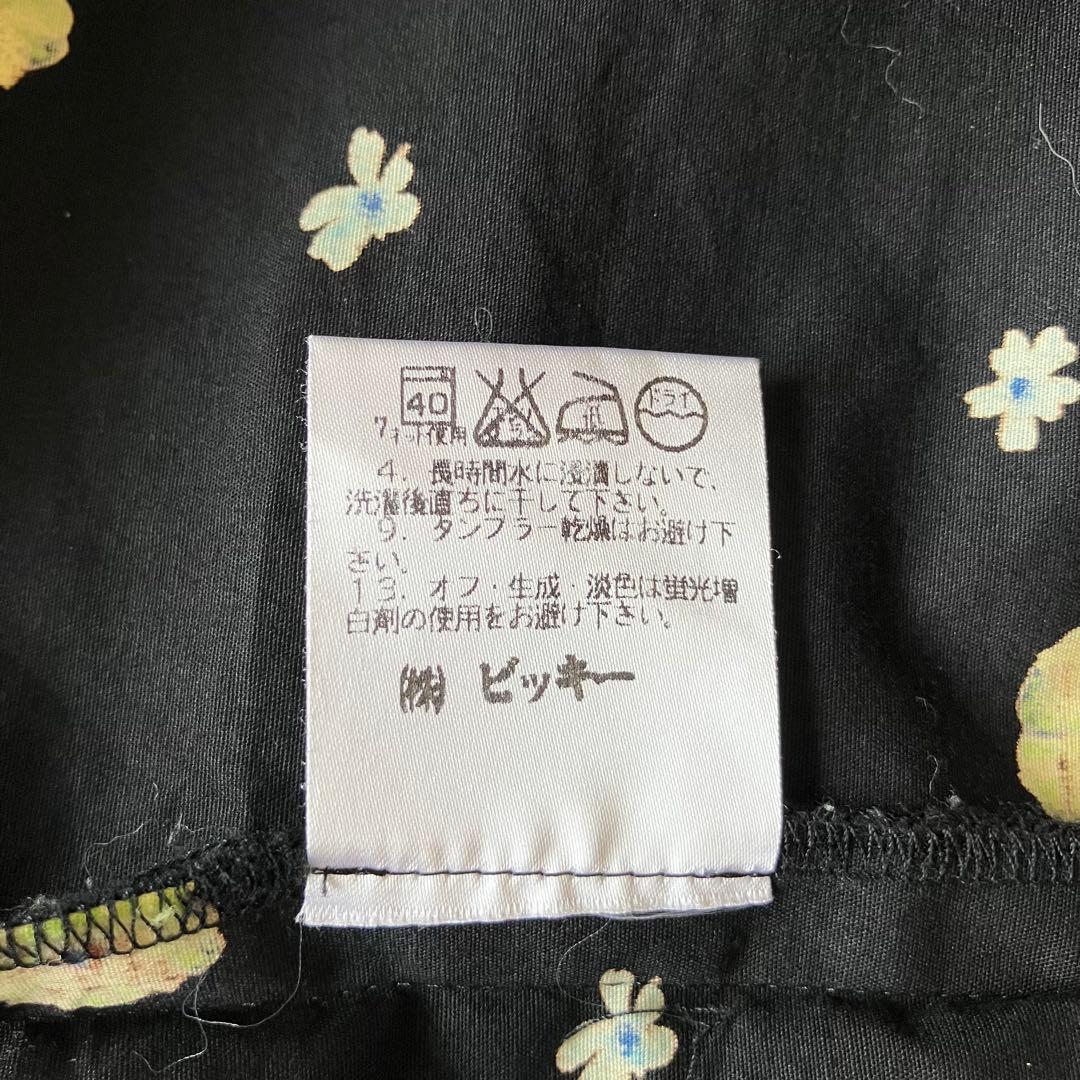 40
ネット使用
中
ドライ
4. 長時間水に浸漬しないで、
洗濯後直ちに干して下さい。
9. タンブラー乾燥はお避け下
さい。
13. オフ・生成・淡色は蛍光増
白剤の使用をお避け下さい。
㈱ ビッキー